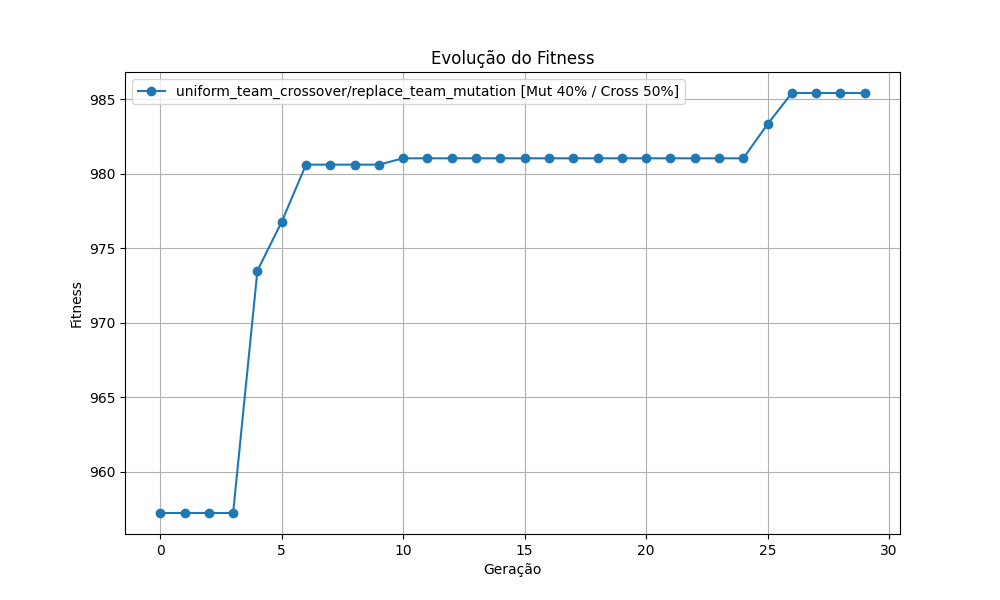 Evolução do Fitness
uniform_team_crossover/replace_team_mutation [Mut 40% / Cross 50%]
Fitness
985
980
975
970
965
960
0 5 10 15 20 25 30
Geração